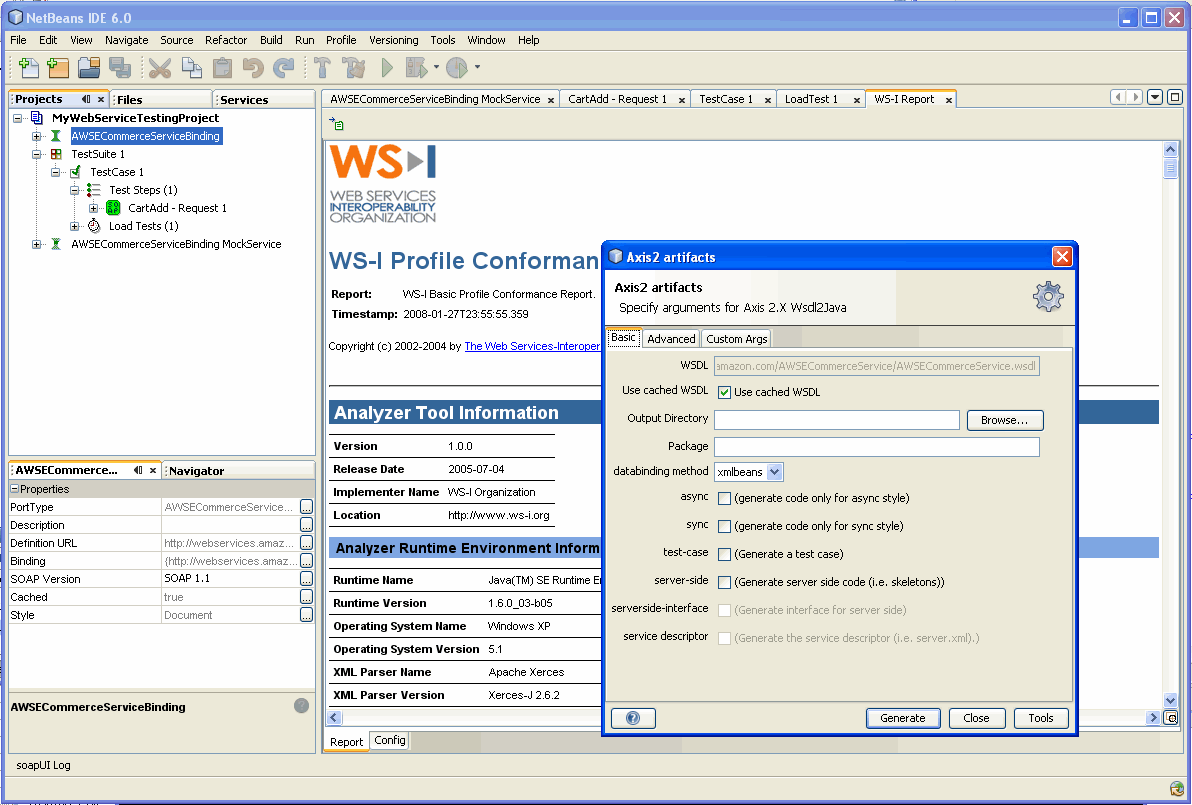 NetBeans IDE 6.0
File Edit View Navigate Source Refactor Build Run Profile Versioning Tools Window Help
Projects Files Services
MyWebServiceTestingProject
AWSECommerceServiceBinding
TestSuite 1
TestCase 1
Test Steps (1)
CartAdd - Request 1
Load Tests (1)
AWSECommerceServiceBinding MockService
AWSECommerce... Navigator
Properties
PortType AWSECommerceService... ...
Description ...
Definition URL http://webservices.amaz... ...
Binding {http://webservices.amaz... ...
SOAP Version SOAP 1.1 ...
Cached true ...
Style Document ...
AWSECommerceServiceBinding
soapUI Log
AWSECommerceServiceBinding MockService CartAdd - Request 1 TestCase 1 LoadTest 1 WS-I Report
WS-I
WEB SERVICES
INTEROPERABILITY
ORGANIZATION
WS-I Profile Conforman
Report: WS-I Basic Profile Conformance Report.
Timestamp: 2008-01-27T23:55:55.359
Copyright (c) 2002-2004 by The Web Services-Interoper
Analyzer Tool Information
Version 1.0.0
Release Date 2005-07-04
Implementer Name WS-I Organization
Location http://www.ws-i.org
Analyzer Runtime Environment Inform
Runtime Name Java(TM) SE Runtime E
Runtime Version 1.6.0_03-b05
Operating System Name Windows XP
Operating System Version 5.1
XML Parser Name Apache Xerces
XML Parser Version Xerces-J 2.6.2
Report Config
Axis2 artifacts
Axis2 artifacts
Specify arguments for Axis 2.X Wsdl2Java
Basic Advanced Custom Args
WSDL amazon.com/AWSECommerceService/AWSECommerceService.wsdl
Use cached WSDL Use cached WSDL
Output Directory Browse...
Package
databinding method xmlbeans
async (generate code only for async style)
sync (generate code only for sync style)
test-case (Generate a test case)
server-side (Generate server side code (i.e. skeletons))
serverside-interface (Generate interface for server side)
service descriptor (Generate the service descriptor (i.e. server.xml).)
? Generate Close Tools